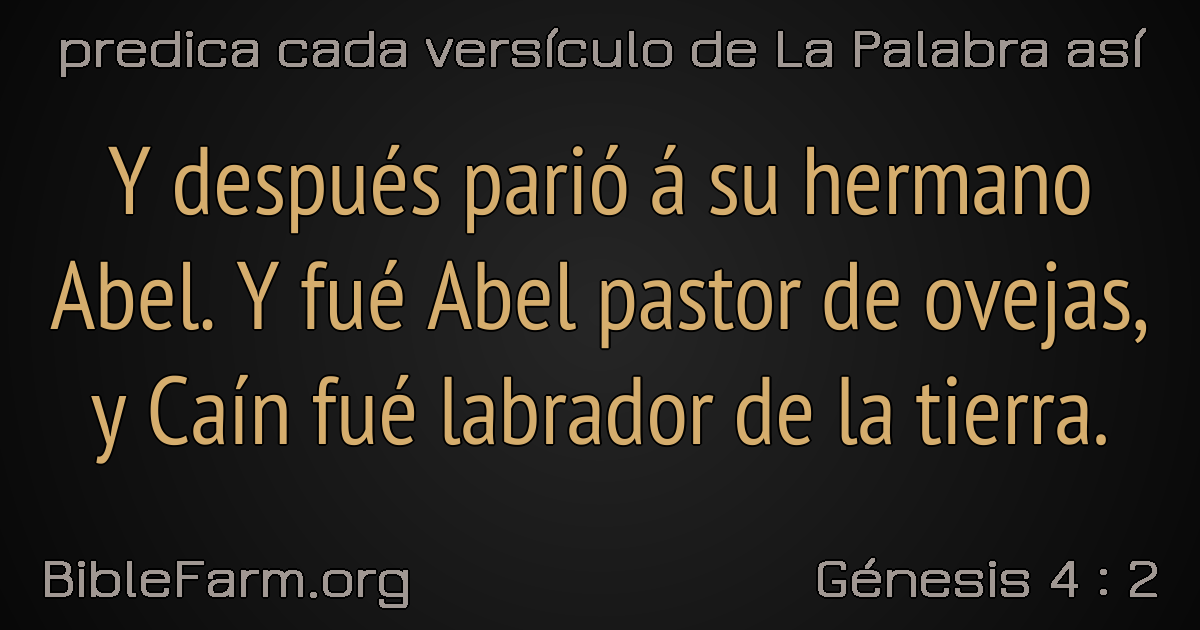 predica cada versículo de La Palabra así
Y después parió á su hermano
Abel. Y fué Abel pastor de ovejas,
y Caín fué labrador de la tierra.
BibleFarm.org
Génesis 4 : 2